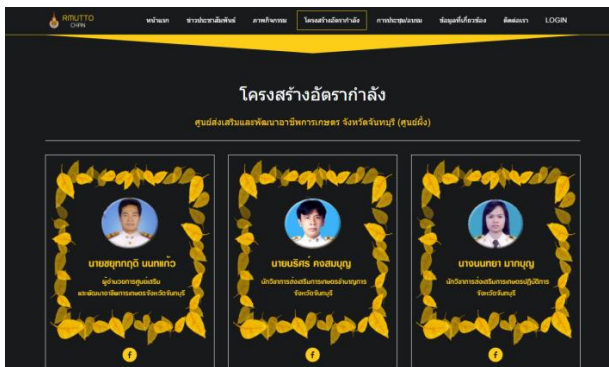 RMUTTO
CHAN
หน้าแรก ข่าวประชาสัมพันธ์ ภาพกิจกรรม โครงสร้างอัตรากำลัง การประชุม/อบรม ข้อมูลที่เกี่ยวข้อง ติดต่อเรา LOGIN
โครงสร้างอัตรากำลัง
ศูนย์ส่งเสริมและพัฒนาอาชีพการเกษตร จังหวัดจันทบุรี (ศูนย์ผึ้ง)
นายชยุทกฤดิ นนทแก้ว
ผู้อำนวยการศูนย์ส่งเสริม
และพัฒนาอาชีพการเกษตรจังหวัดจันทบุรี
นายนริศร์ คงสมบุญ
นักวิชาการส่งเสริมการเกษตรชำนาญการ
จังหวัดจันทบุรี
นางนนทยา มากบุญ
นักวิชาการส่งเสริมการเกษตรปฏิบัติการ
จังหวัดจันทบุรี